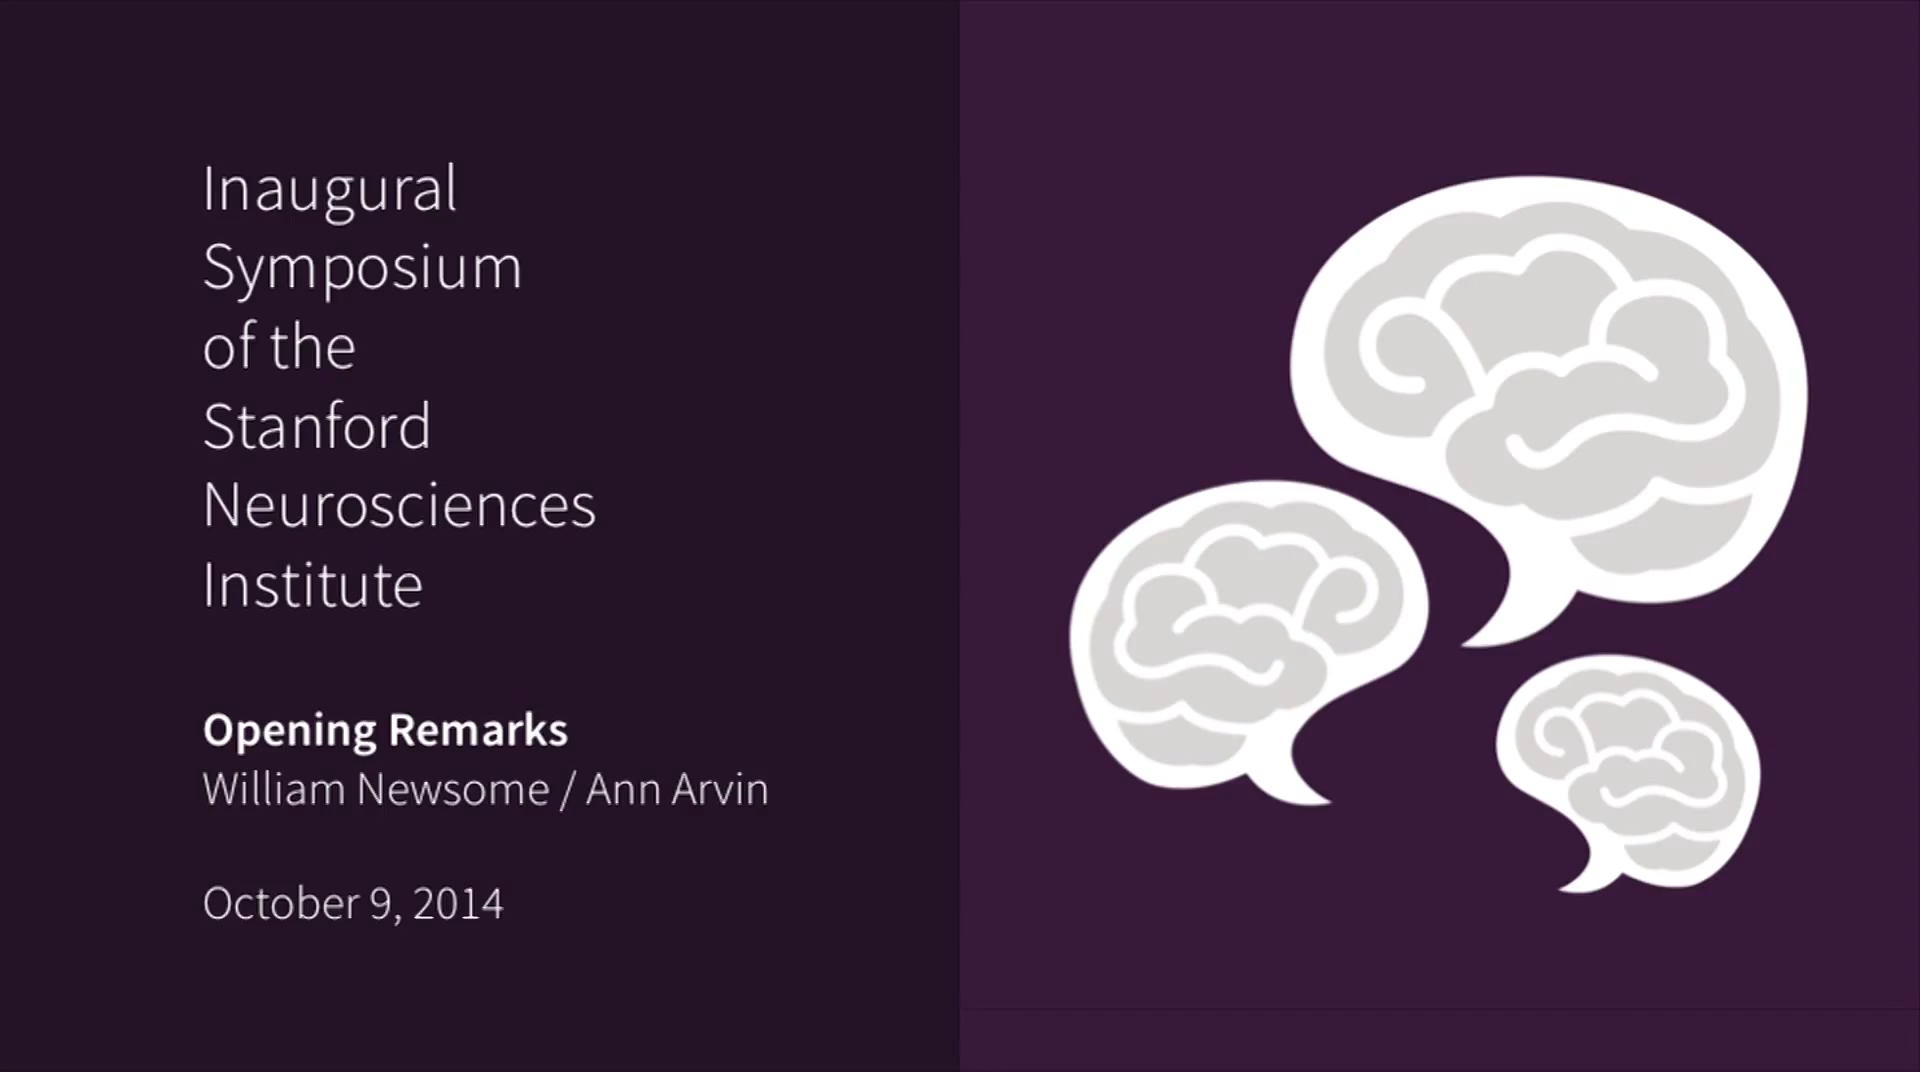 Inaugural
Symposium
of the
Stanford
Neurosciences
Institute
Opening Remarks
William Newsome / Ann Arvin
October 9, 2014